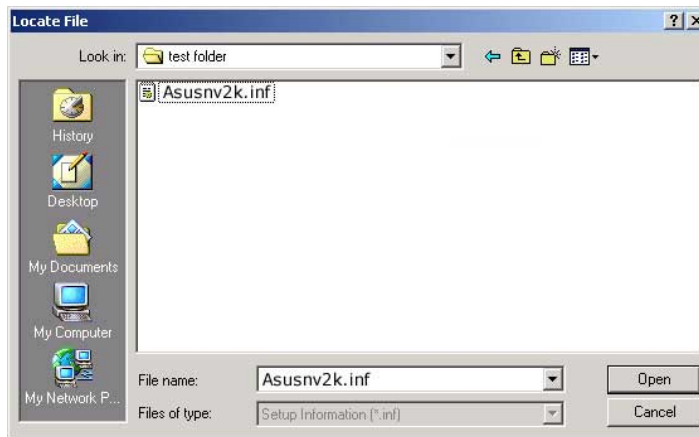 Locate File
Look in: test folder
Asusnv2k.inf
History
Desktop
My Documents
My Computer
My Network P...
File name: Asusnv2k.inf Open
Files of type: Setup Information (*.inf) Cancel